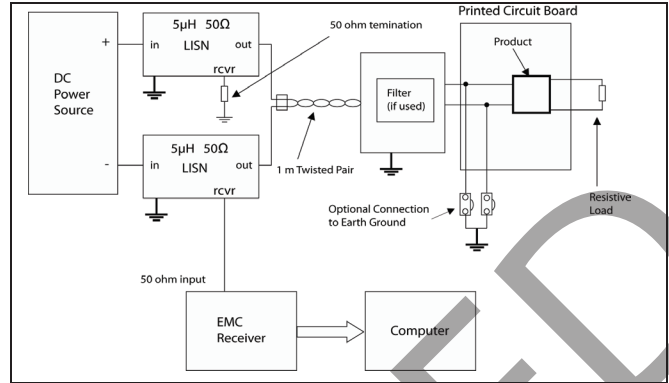 Printed Circuit Board
5µH 50Ω
LISN
in
out
rcvr
+
50 ohm temination
DC
Power
Source
Product
Filter
(if used)
-
5µH 50Ω
LISN
in
out
rcvr
1 m Twisted Pair
Optional Connection
to Earth Ground
Resistive
Load
50 ohm input
EMC
Receiver
Computer